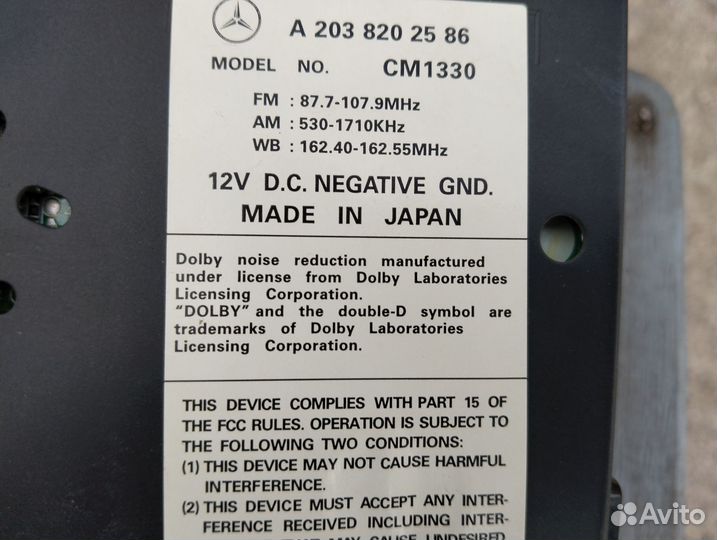 A 203 820 25 86
MODEL NO. CM1330
FM : 87.7-107.9MHz
AM : 530-1710KHz
WB : 162.40-162.55MHz
12V D.C. NEGATIVE GND.
MADE IN JAPAN
Dolby noise reduction manufactured
under license from Dolby Laboratories
Licensing Corporation.
“DOLBY” and the double-D symbol are
trademarks of Dolby Laboratories
Licensing Corporation.
THIS DEVICE COMPLIES WITH PART 15 OF
THE FCC RULES. OPERATION IS SUBJECT TO
THE FOLLOWING TWO CONDITIONS:
(1) THIS DEVICE MAY NOT CAUSE HARMFUL
INTERFERENCE.
(2) THIS DEVICE MUST ACCEPT ANY INTER-
FERENCE RECEIVED INCLUDING INTER-
MAY CAUSE UNDESIRED
Avito